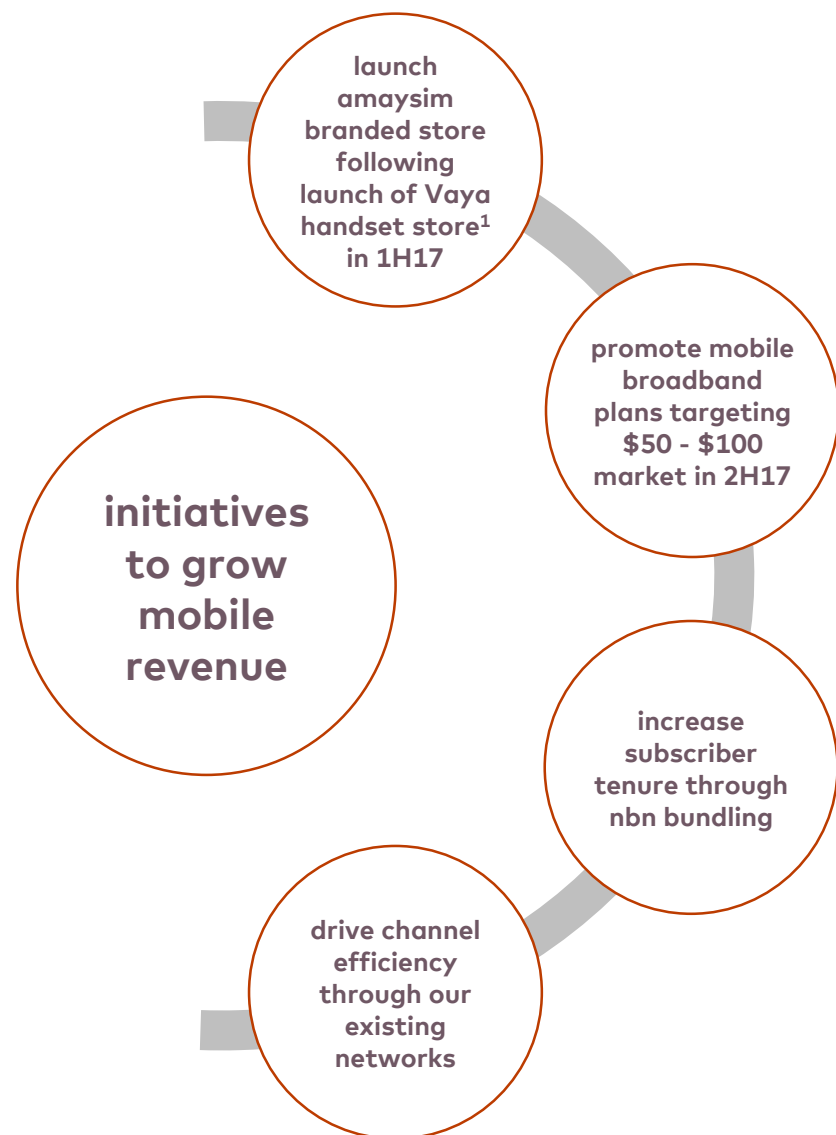 launch
amaysim
branded store
following
launch of Vaya
handset store¹
in 1H17
promote mobile
broadband
plans targeting
$50 - $100
market in 2H17
initiatives
to grow
mobile
revenue
increase
subscriber
tenure through
nbn bundling
drive channel
efficiency
through our
existing
networks